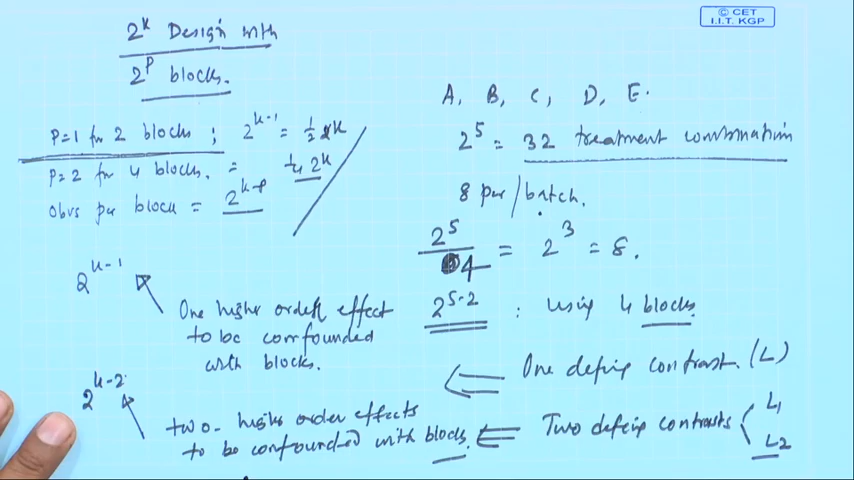 © CET
I.I.T. KGP
2^k Design with
2^p blocks.
P=1 for 2 blocks ; 2^{k-1} = 1/2 2^k
P=2 for 4 blocks. = 1/4 2^k
Obvs per block = 2^{k-p}
2^{k-1}
One higher order effect
to be confounded
with blocks.
2^{k-2}
two-higher order effects
to be confounded with blocks.
A, B, C, D, E.
2^5 = 32 treatment combination
8 per/batch.
2^5/4 = 2^3 = 8.
2^{5-2} : using 4 blocks.
One defing contrast. (L)
Two defing contrasts L1
L2